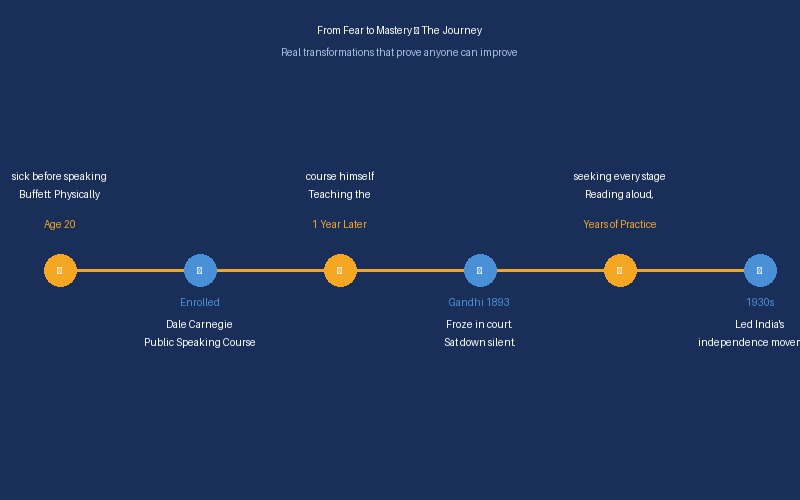 From Fear to Mastery▯ The Journey
Real transformations that prove anyone can improve
sick before speaking
Buffett: Physically
Age 20
course himself
Teaching the
1 Year Later
seeking every stage
Reading aloud,
Years of Practice
Enrolled
Dale Carnegie
Public Speaking Course
Gandhi 1893
Froze in court.
Sat down silent.
1930s
Led India's
independence